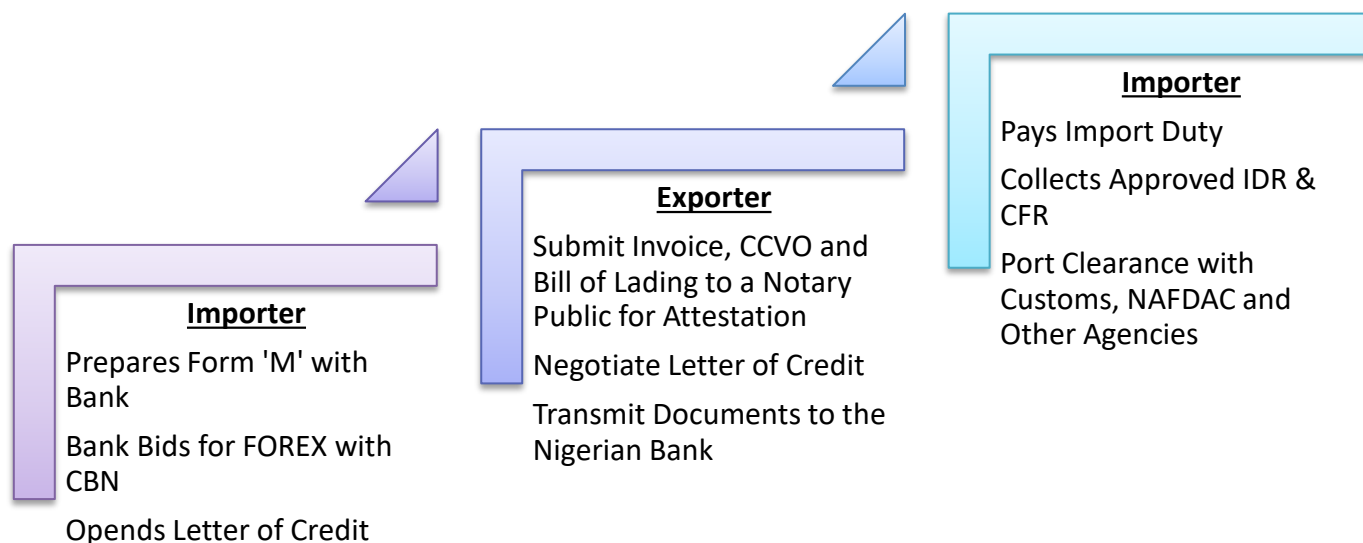 Importer
Prepares Form 'M' with
Bank
Bank Bids for FOREX with
CBN
Opends Letter of Credit
Exporter
Submit Invoice, CCVO and
Bill of Lading to a Notary
Public for Attestation
Negotiate Letter of Credit
Transmit Documents to the
Nigerian Bank
Importer
Pays Import Duty
Collects Approved IDR &
CFR
Port Clearance with
Customs, NAFDAC and
Other Agencies